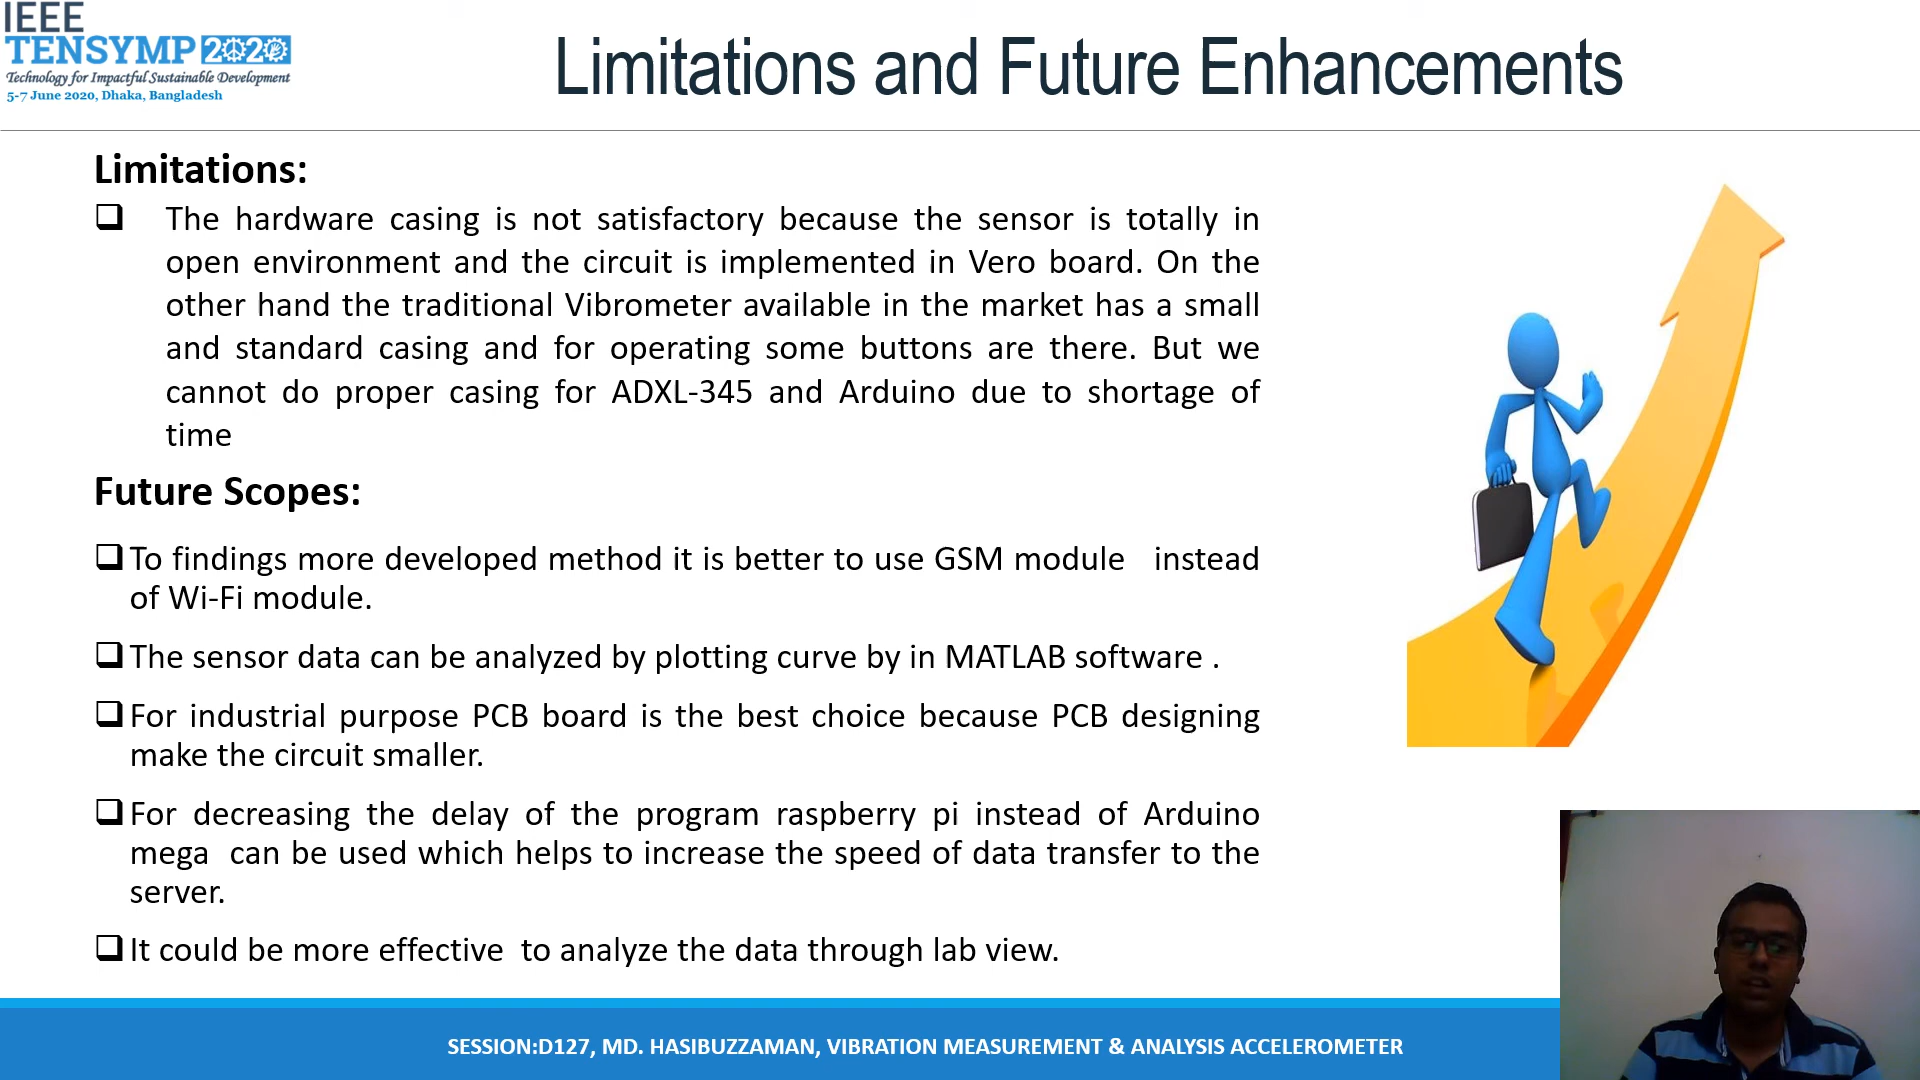 IEEE
TENSYMP 2020
Technology for Impactful Sustainable Development
5-7 June 2020, Dhaka, Bangladesh
Limitations and Future Enhancements
Limitations:
The hardware casing is not satisfactory because the sensor is totally in
open environment and the circuit is implemented in Vero board. On the
other hand the traditional Vibrometer available in the market has a small
and standard casing and for operating some buttons are there. But we
cannot do proper casing for ADXL-345 and Arduino due to shortage of
time
Future Scopes:
To findings more developed method it is better to use GSM module instead
of Wi-Fi module.
The sensor data can be analyzed by plotting curve by in MATLAB software .
For industrial purpose PCB board is the best choice because PCB designing
make the circuit smaller.
For decreasing the delay of the program raspberry pi instead of Arduino
mega can be used which helps to increase the speed of data transfer to the
server.
It could be more effective to analyze the data through lab view.
SESSION:D127, MD. HASIBUZZAMAN, VIBRATION MEASUREMENT & ANALYSIS ACCELEROMETER